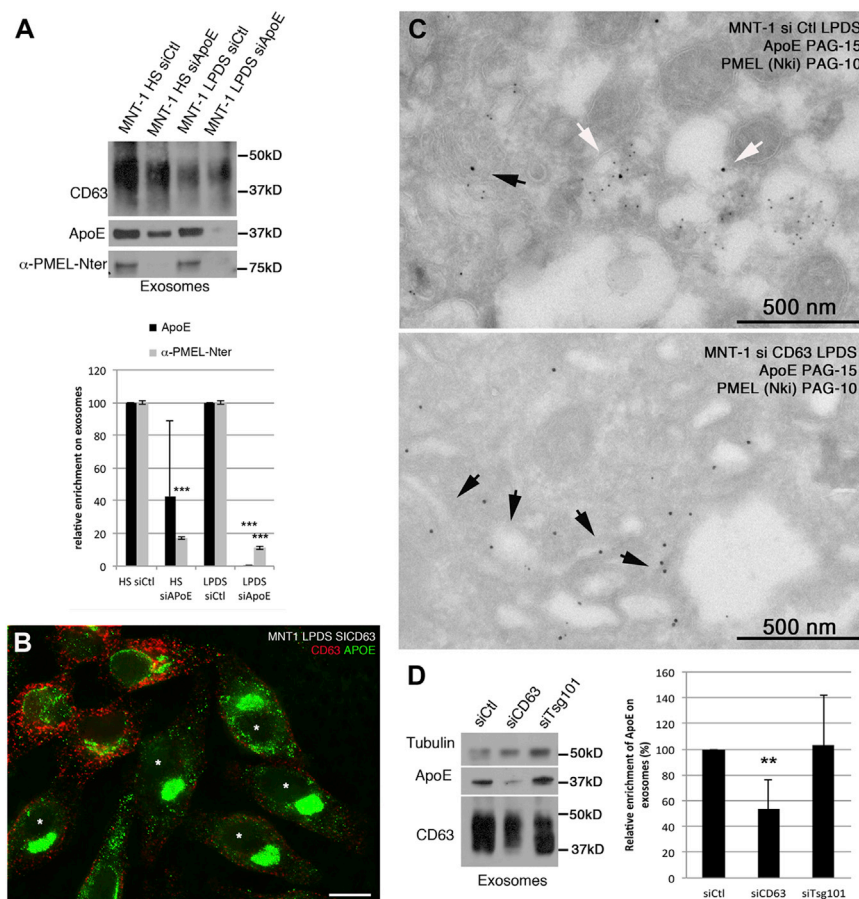 A
MNT-1 HS siCtl
MNT-1 HS siApoE
MNT-1 LPDS siCtl
MNT-1 LPDS siApoE
CD63
50kD
37kD
ApoE
37kD
α-PMEL-Nter
75kD
Exosomes
ApoE
α-PMEL-Nter
relative enrichment on exosomes
120
100
80
60
40
20
0
***
***
***
HS siCtl
HS siAPoE
LPDS siCtl
LPDS siApoE
B
MNT1 LPDS SICD63
CD63 APOE
*
*
*
*
*
C
MNT-1 si Ctl LPDS
ApoE PAG-15
PMEL (Nki) PAG-10
500 nm
MNT-1 si CD63 LPDS
ApoE PAG-15
PMEL (Nki) PAG-10
500 nm
D
siCtl
siCD63
siTsg101
Tubulin
50kD
ApoE
37kD
CD63
50kD
37kD
Exosomes
Relative enrichment of ApoE on
exosomes (%)
160
140
120
100
80
60
40
20
0
**
siCtl
siCD63
siTsg101